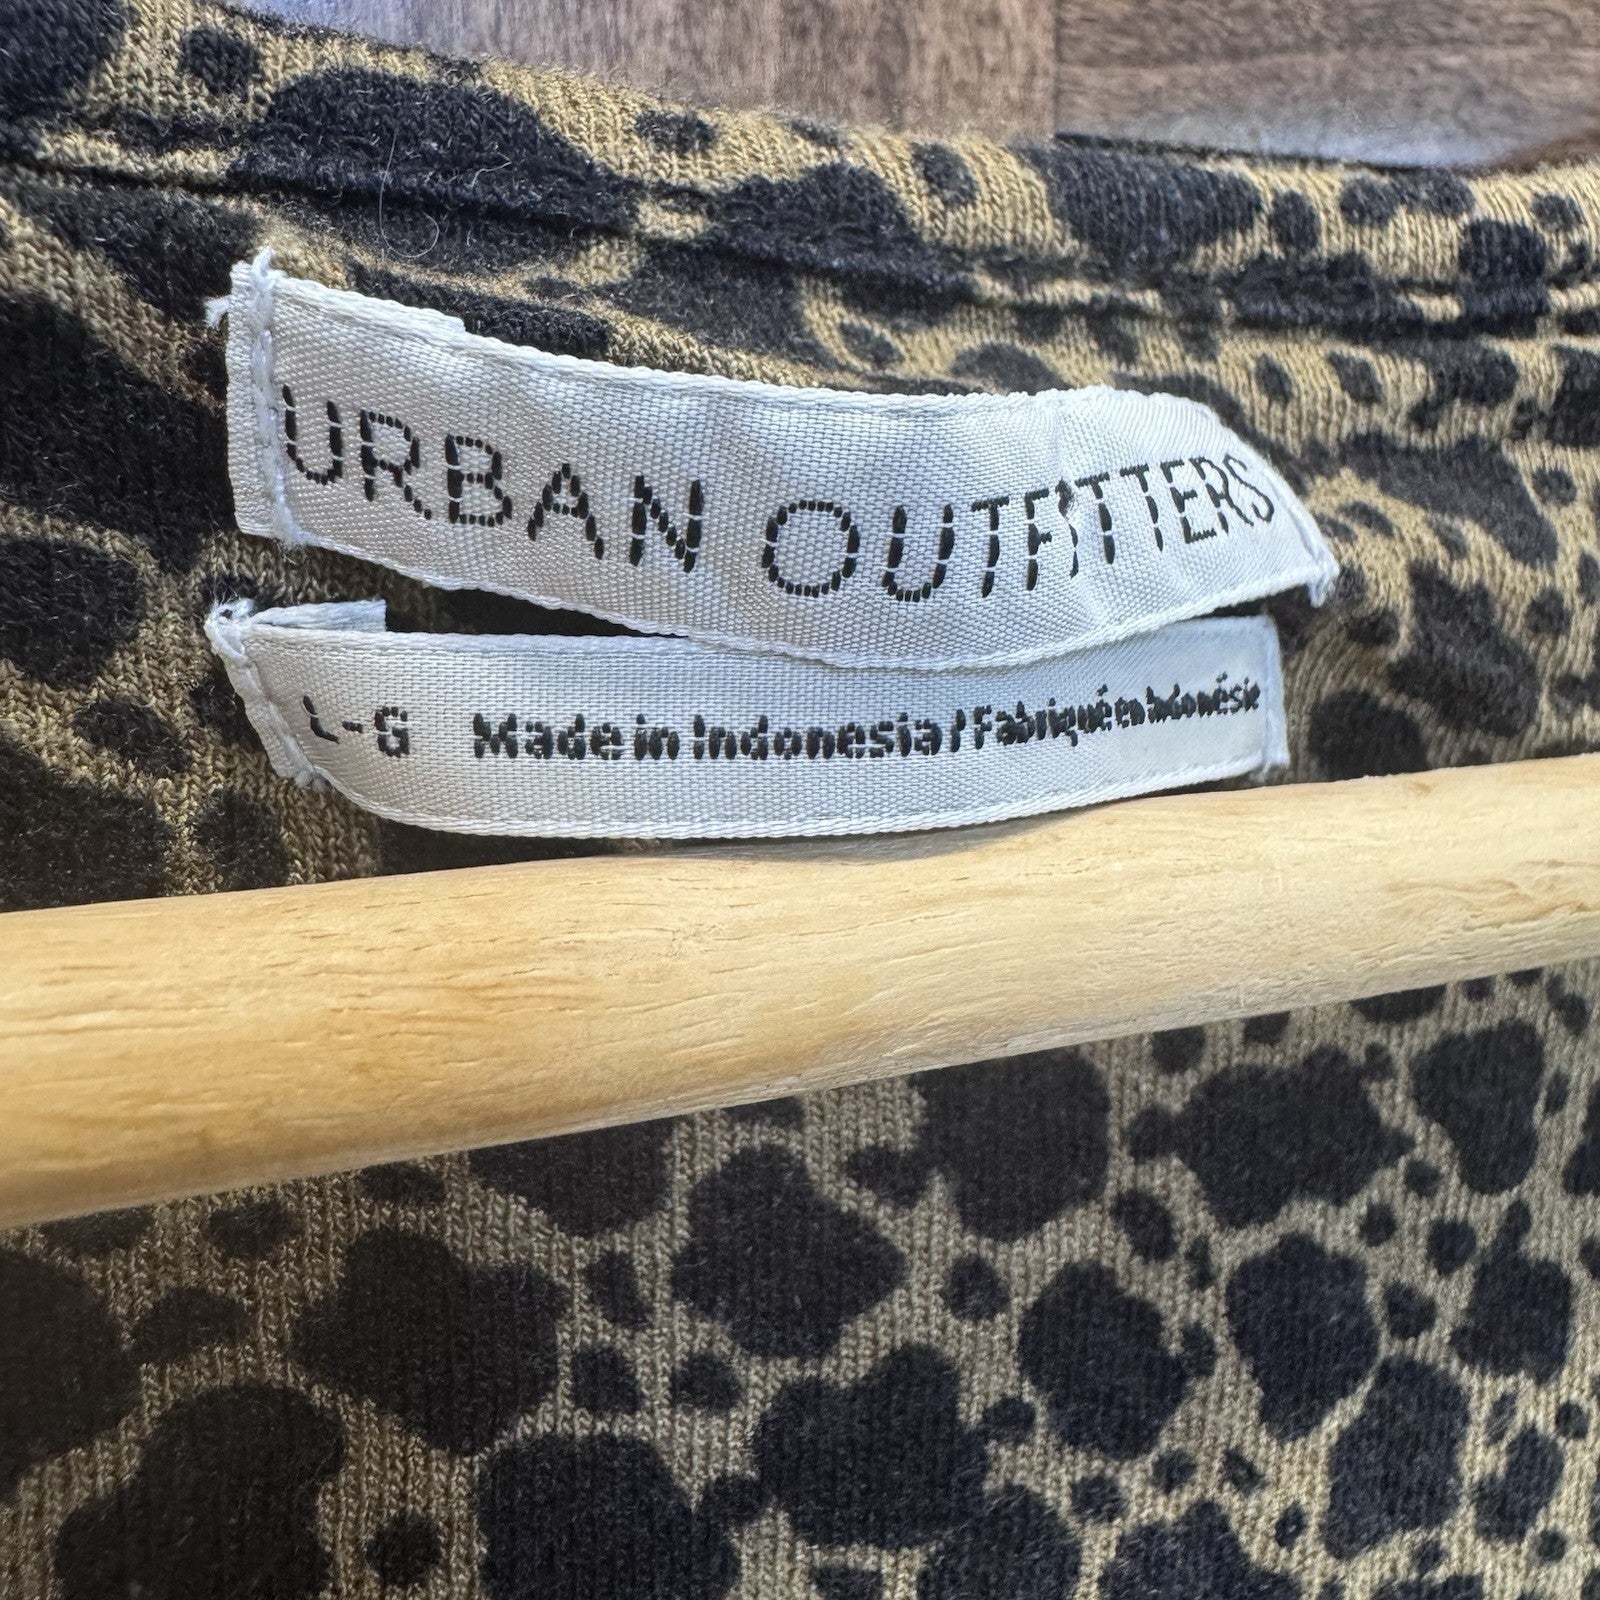 URBAN OUTFITTERS
L-G Made in Indonesia / Fabriqué en Indonésie